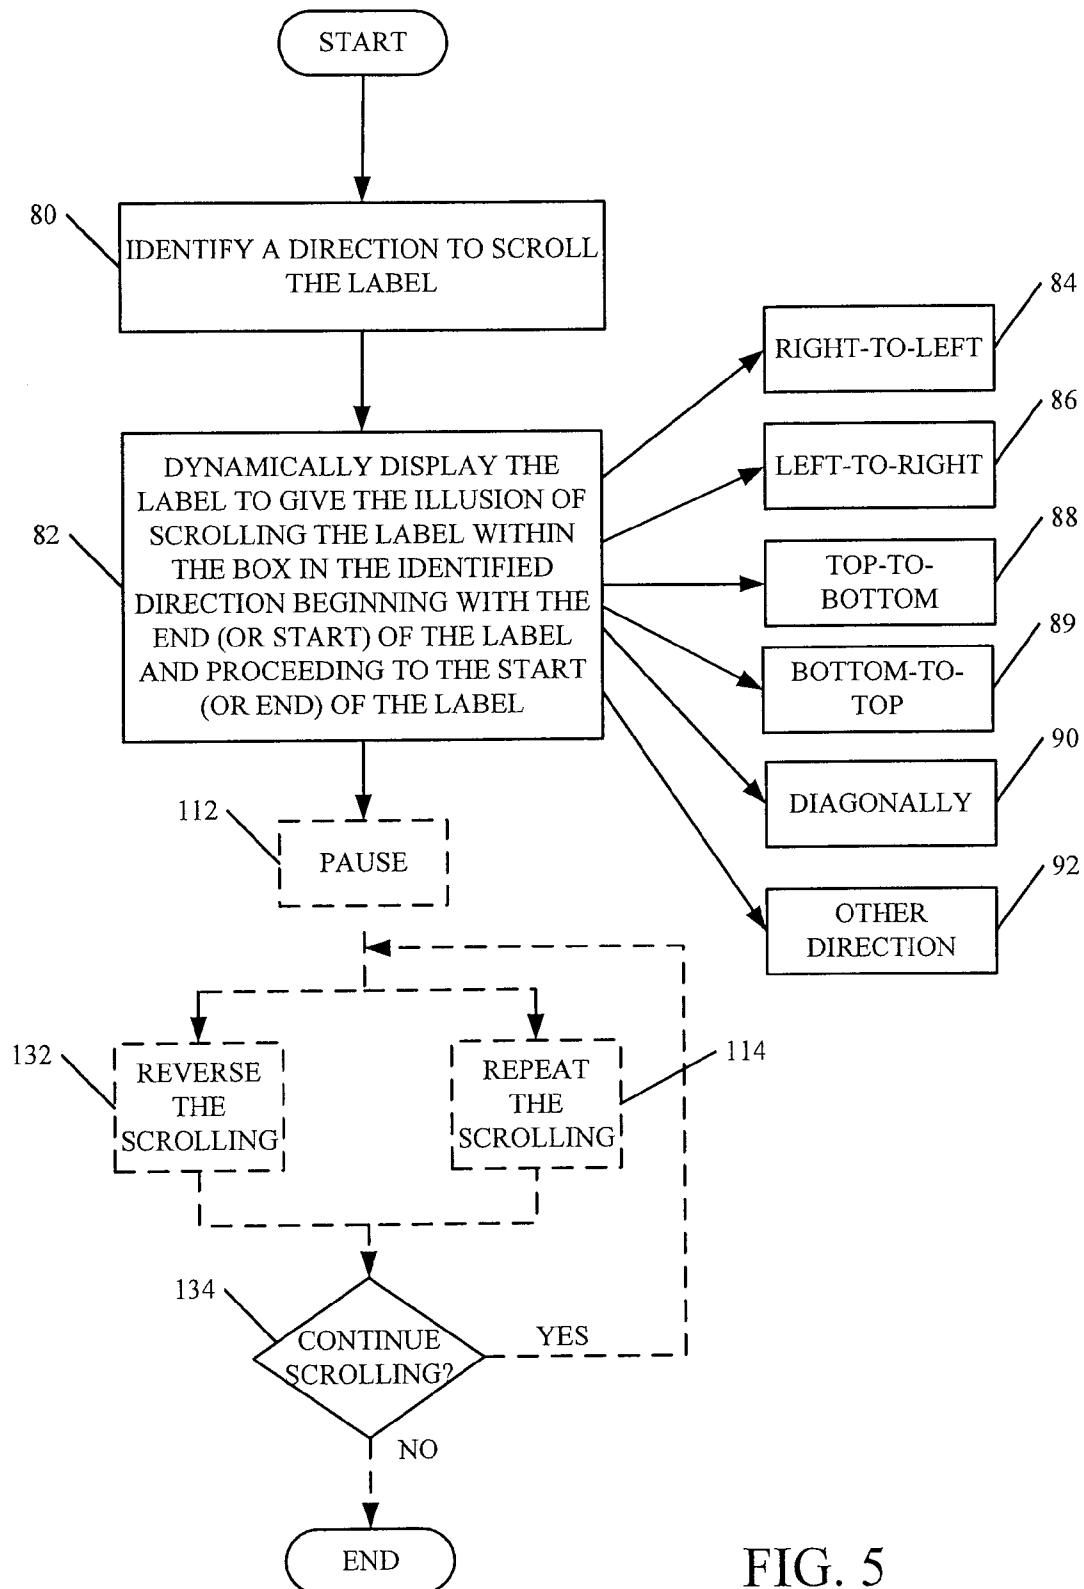 START
80
IDENTIFY A DIRECTION TO SCROLL
THE LABEL
84
RIGHT-TO-LEFT
86
LEFT-TO-RIGHT
82
DYNAMICALLY DISPLAY THE
LABEL TO GIVE THE ILLUSION OF
SCROLLING THE LABEL WITHIN
THE BOX IN THE IDENTIFIED
DIRECTION BEGINNING WITH THE
END (OR START) OF THE LABEL
AND PROCEEDING TO THE START
(OR END) OF THE LABEL
88
TOP-TO-
BOTTOM
89
BOTTOM-TO-
TOP
90
DIAGONALLY
92
OTHER
DIRECTION
112
PAUSE
132
REVERSE
THE
SCROLLING
REPEAT
THE
SCROLLING
114
134
CONTINUE
SCROLLING?
YES
NO
END
FIG. 5